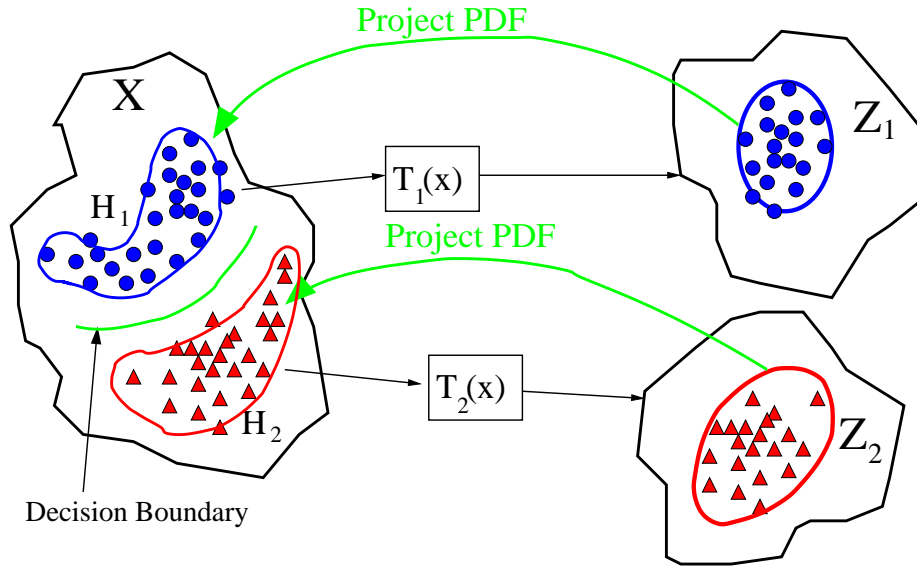 Project PDF
X
Z₁
H₁
T₁(x)
Project PDF
T₂(x)
H₂
Z₂
Decision Boundary